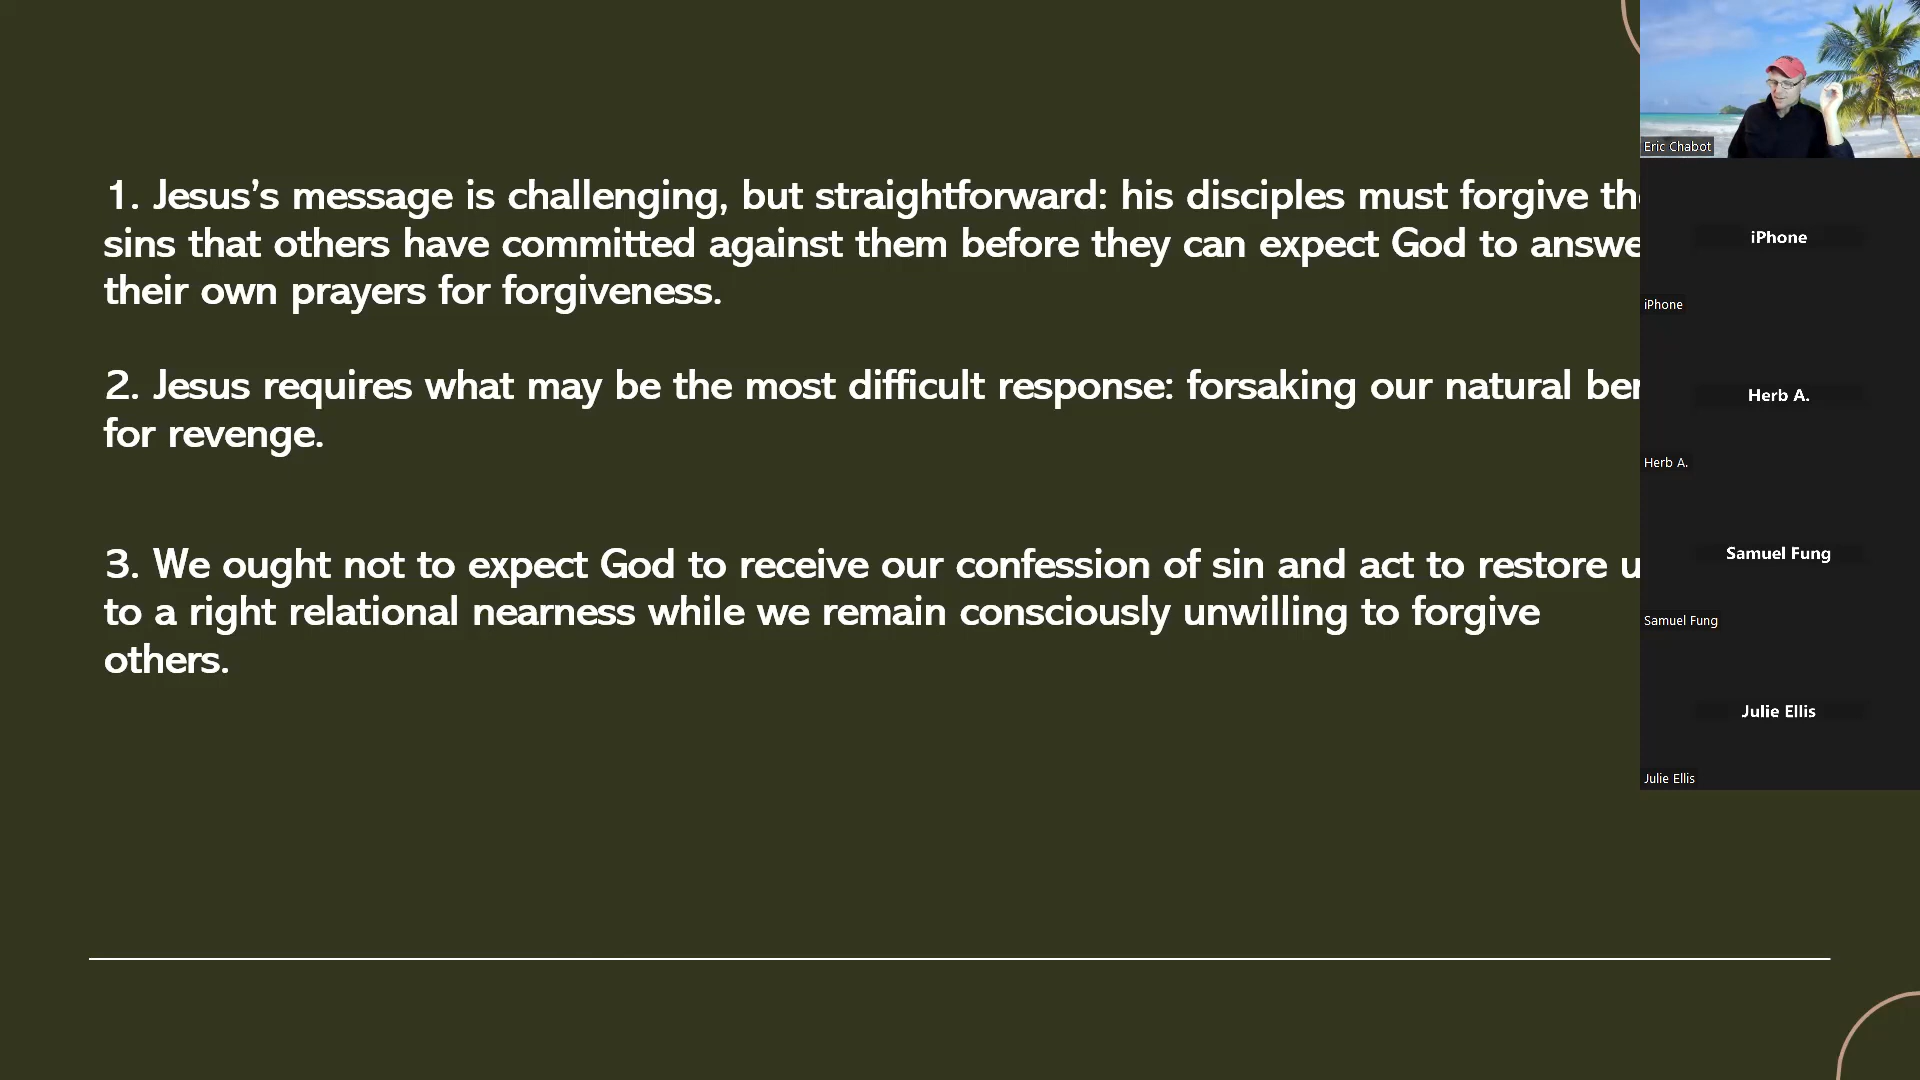 1. Jesus’s message is challenging, but straightforward: his disciples must forgive
sins that others have committed against them before they can expect God to
their own prayers for forgiveness.
2. Jesus requires what may be the most difficult response: forsaking our natural
for revenge.
3. We ought not to expect God to receive our confession of sin and act to restore
to a right relational nearness while we remain consciously unwilling to forgive
others.
Eric Chabot
iPhone
iPhone
Herb A.
Herb A.
Samuel Fung
Samuel Fung
Julie Ellis
Julie Ellis